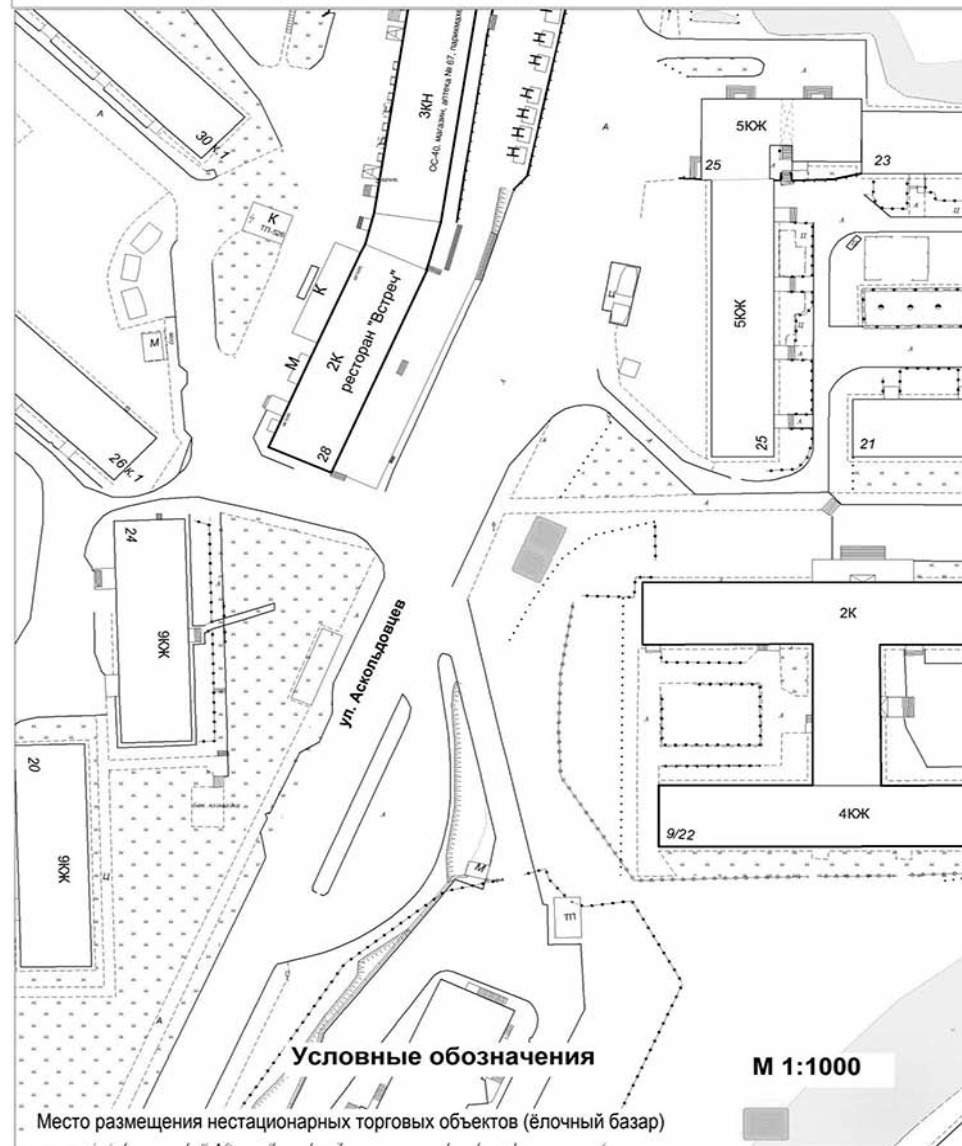 3КН
ОС-40, магазин, аптека № 67,
Н
Н
Н
Н
Н
Н
Н
А
30 к.1
А
А
5КЖ
25
23
К
ТП-526
К
2К
ресторан "Встреч"
М
М
28
5КЖ
25
21
26 к.1
24
9КЖ
ул. Аскольдовцев
2К
20
9КЖ
4КЖ
9/22
М
ТП
Условные обозначения
М 1:1000
Место размещения нестационарных торговых объектов (ёлочный базар)